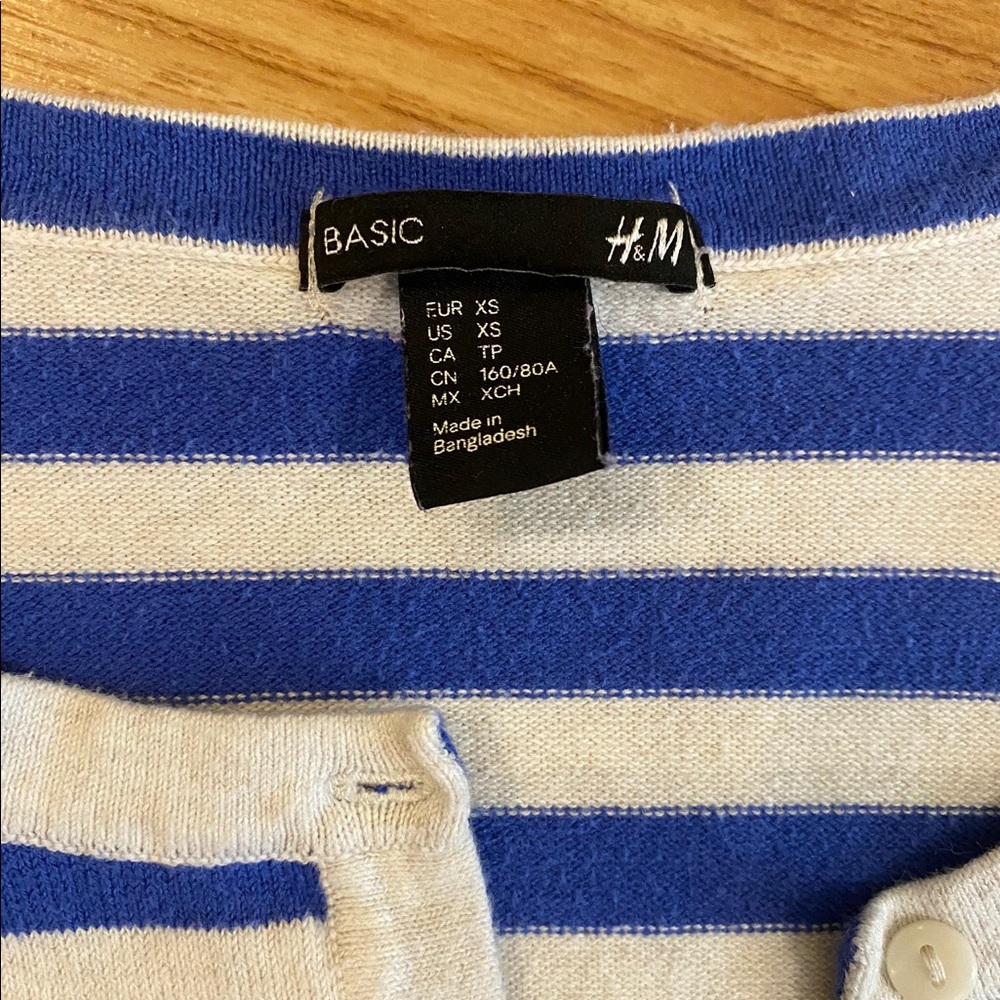 BASIC H&M
EUR XS
US XS
CA TP
CN 160/80A
MX XCH
Made in
Bangladesh